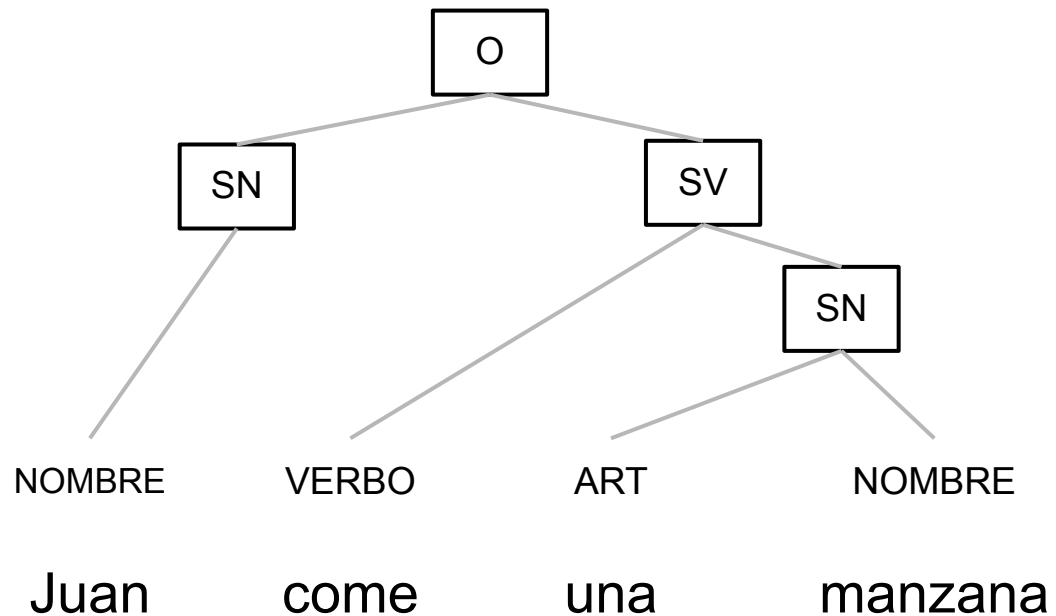 O
SN SV
SN
NOMBRE VERBO ART NOMBRE
Juan come una manzana